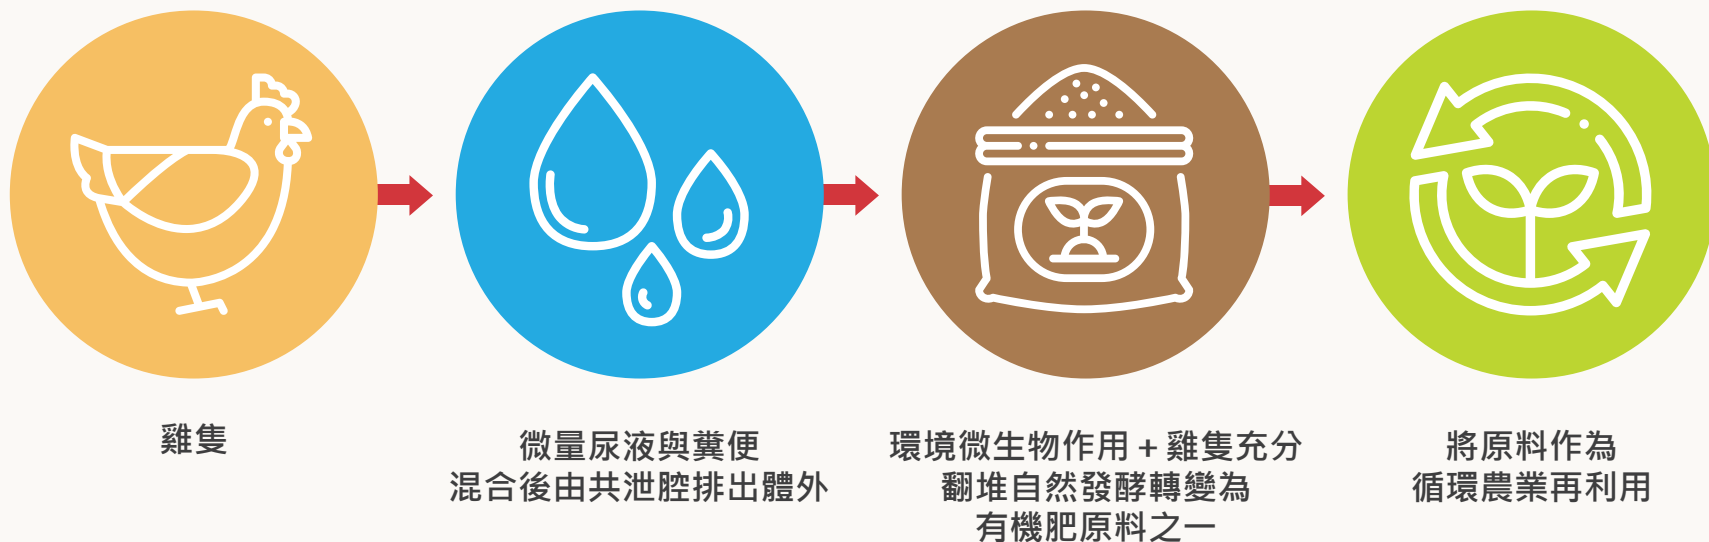 雞隻
微量尿液與糞便
混合後由共泄腔排出體外
環境微生物作用 + 雞隻充分
翻堆自然發酵轉變為
有機肥原料之一
將原料作為
循環農業再利用